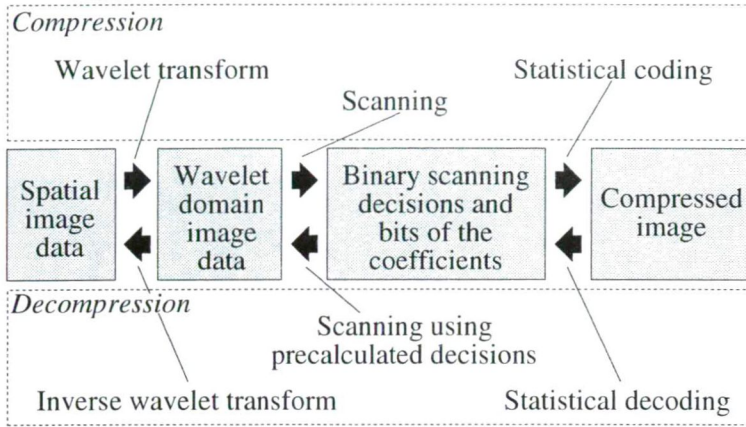 Compression
Wavelet transform
Statistical coding
Scanning
Spatial
image
data
Wavelet
domain
image
data
Binary scanning
decisions and
bits of the
coefficients
Compressed
image
Decompression
Scanning using
precalculated decisions
Inverse wavelet transform
Statistical decoding